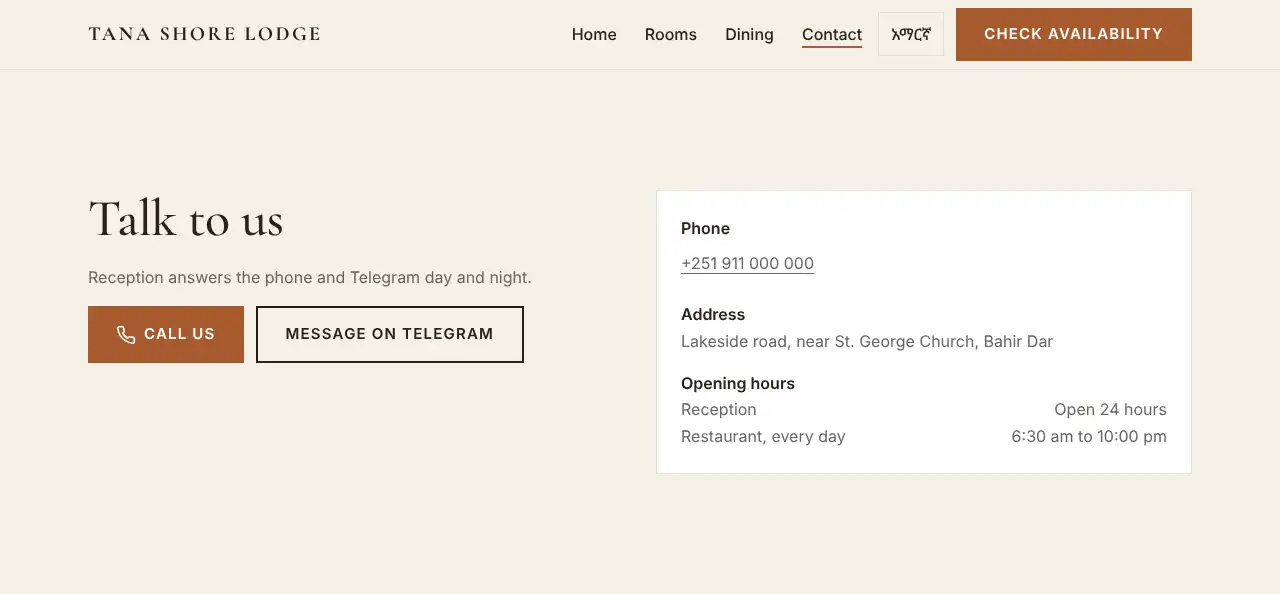 TANA SHORE LODGE
Home Rooms Dining Contact አማርኛ CHECK AVAILABILITY
Talk to us
Reception answers the phone and Telegram day and night.
CALL US MESSAGE ON TELEGRAM
Phone
+251 911 000 000
Address
Lakeside road, near St. George Church, Bahir Dar
Opening hours
Reception Open 24 hours
Restaurant, every day 6:30 am to 10:00 pm